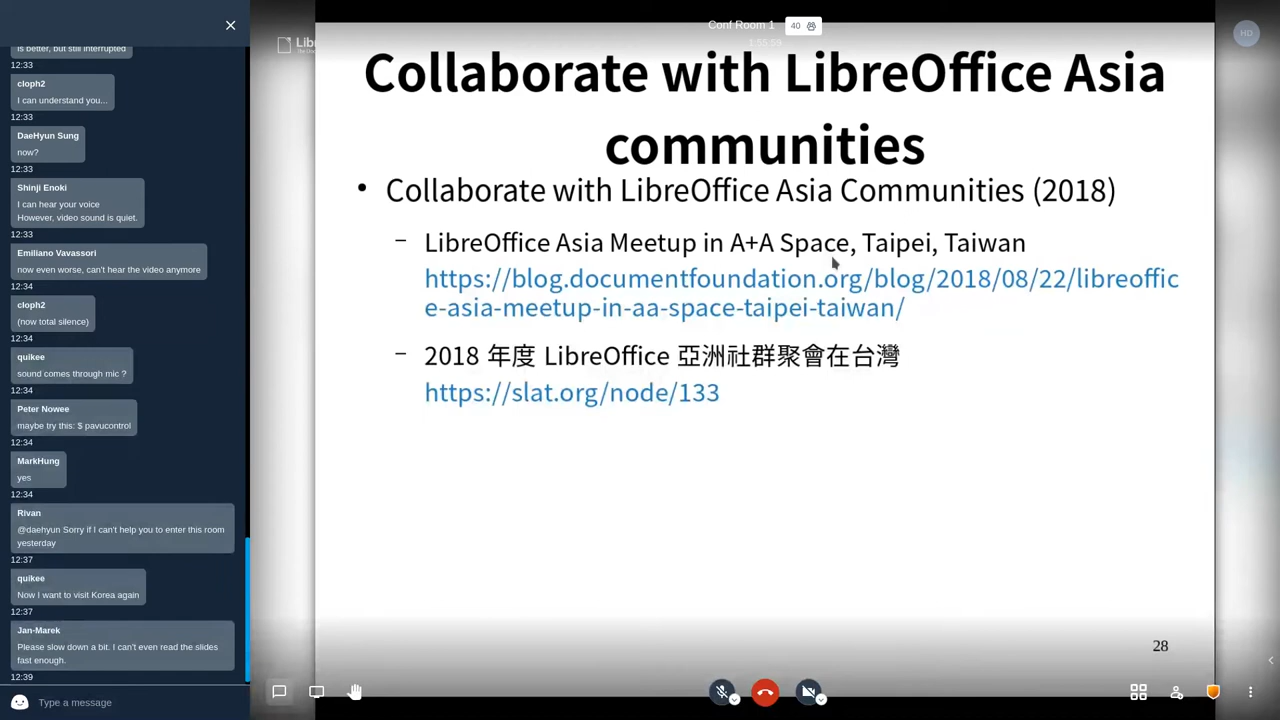 is better, but still interrupted
12:33
cloph2
I can understand you...
12:33
DaeHyun Sung
now?
12:33
Shinji Enoki
I can hear your voice
However, video sound is quiet.
12:33
Emiliano Vavassori
now even worse, can't hear the video anymore
12:34
cloph2
(now total silence)
12:34
quikee
sound comes through mic ?
12:34
Peter Nowee
maybe try this: $ pavucontrol
12:34
MarkHung
yes
12:34
Rivan
@daehyun Sorry if I can't help you to enter this room
yesterday
12:37
quikee
Now I want to visit Korea again
12:37
Jan-Marek
Please slow down a bit. I can't even read the slides
fast enough.
12:39
Type a message
Conf Room 1
40
1:55:59
HD
Collaborate with LibreOffice Asia
communities
• Collaborate with LibreOffice Asia Communities (2018)
– LibreOffice Asia Meetup in A+A Space, Taipei, Taiwan
https://blog.documentfoundation.org/blog/2018/08/22/libreoffic
e-asia-meetup-in-aa-space-taipei-taiwan/
– 2018 年度 LibreOffice 亞洲社群聚會在台灣
https://slat.org/node/133
28